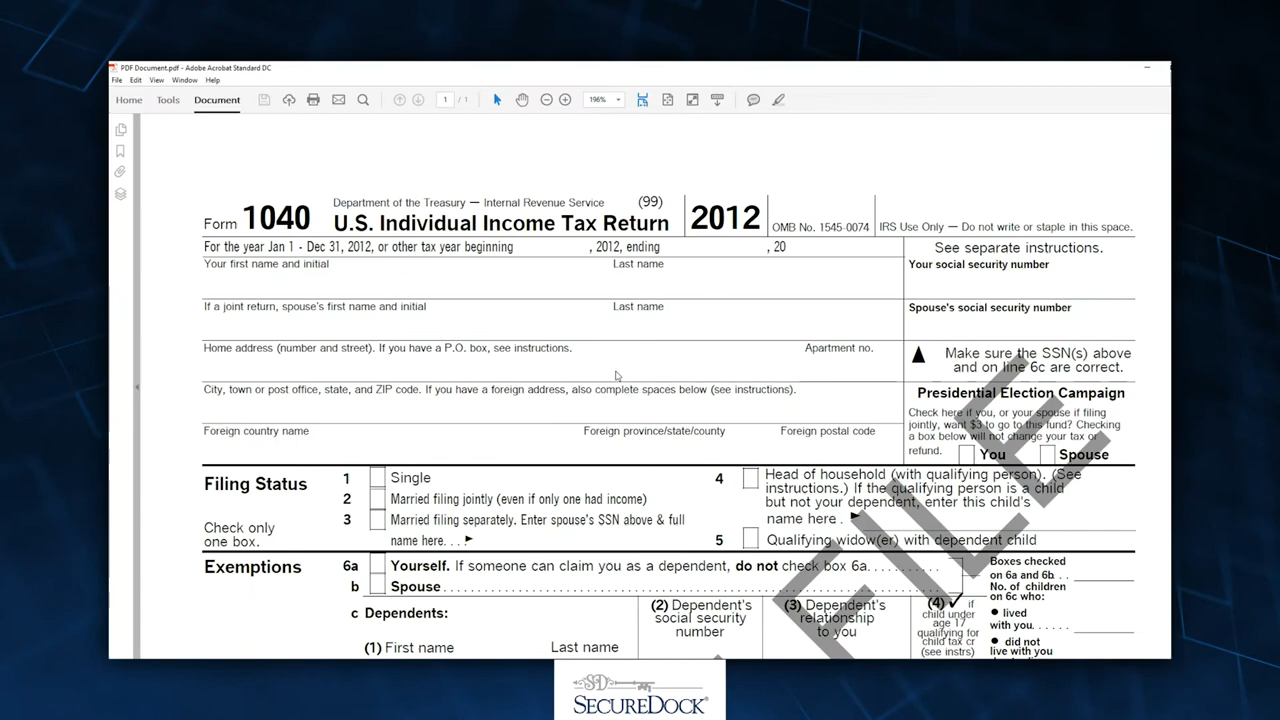 PDF Document.pdf - Adobe Acrobat Standard DC
File Edit View Window Help
Home Tools Document 1 / 1 196%
Form 1040 Department of the Treasury — Internal Revenue Service (99)
U.S. Individual Income Tax Return 2012 OMB No. 1545-0074 IRS Use Only — Do not write or staple in this space.
For the year Jan 1 - Dec 31, 2012, or other tax year beginning , 2012, ending , 20 See separate instructions.
Your first name and initial Last name Your social security number
If a joint return, spouse's first name and initial Last name Spouse's social security number
Home address (number and street). If you have a P.O. box, see instructions. Apartment no.
Make sure the SSN(s) above
and on line 6c are correct.
City, town or post office, state, and ZIP code. If you have a foreign address, also complete spaces below (see instructions).
Presidential Election Campaign
Check here if you, or your spouse if filing
jointly, want $3 to go to this fund? Checking
a box below will not change your tax or
refund. You Spouse
Foreign country name Foreign province/state/county Foreign postal code
Filing Status
Check only
one box.
1 Single
2 Married filing jointly (even if only one had income)
3 Married filing separately. Enter spouse's SSN above & full
name here. . . .
4 Head of household (with qualifying person). (See
instructions.) If the qualifying person is a child
but not your dependent, enter this child's
name here .
5 Qualifying widow(er) with dependent child
Exemptions
6a Yourself. If someone can claim you as a dependent, do not check box 6a. . . . . . . . . .
b Spouse . . . . . . . . . . . . . . . . . . . . . . . . . . . . . . . . . . . . . . . . . . . . . . . . . . . . . . . . . . . . . .
c Dependents:
(1) First name Last name
(2) Dependent's
social security
number
(3) Dependent's
relationship
to you
(4) ✓ if
child under
age 17
qualifying for
child tax cr
(see instrs)
Boxes checked
on 6a and 6b. . .
No. of children
on 6c who:
● lived
with you. . . . . .
● did not
live with you
FILE
SD
SECUREDOCK®